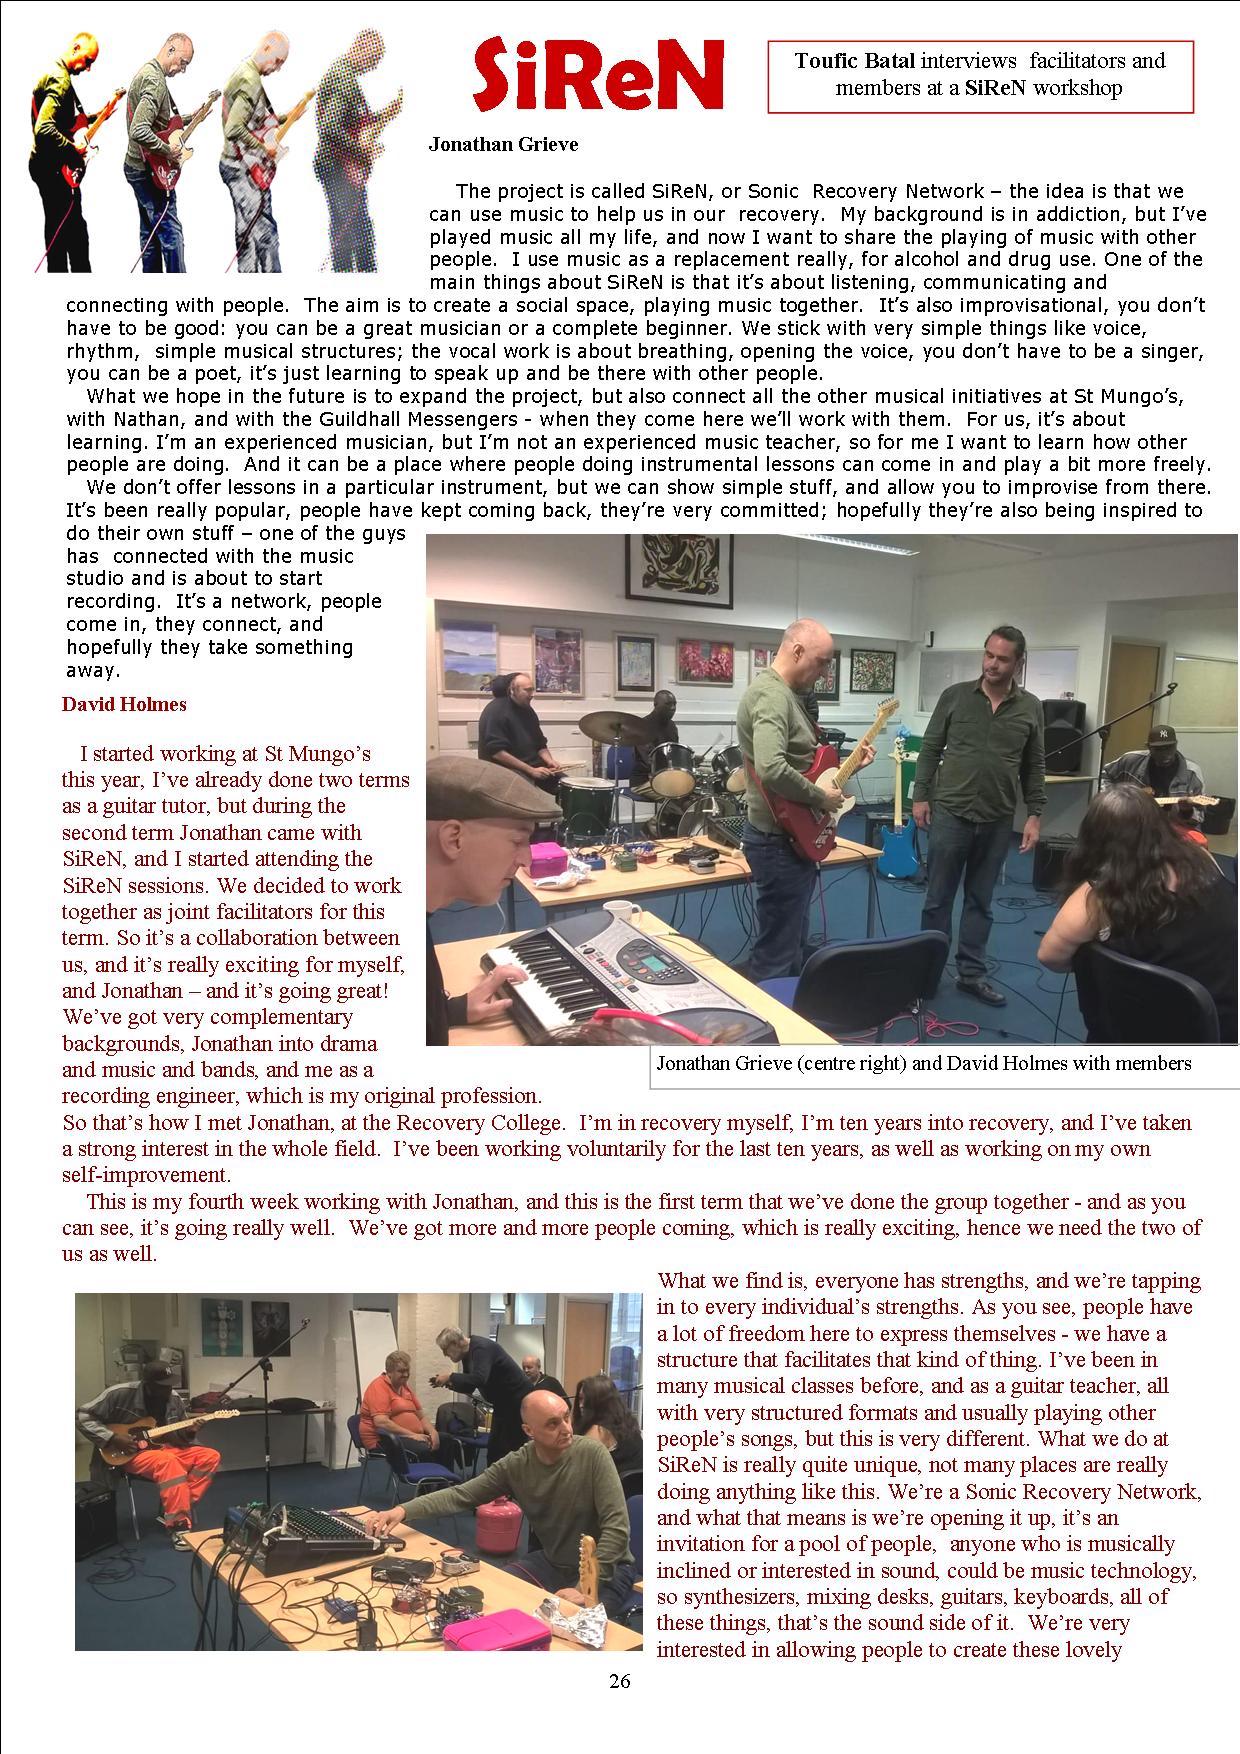 SiReN
Toufic Batal interviews  facilitators and
members at a SiReN workshop
Jonathan Grieve
The project is called SiReN, or Sonic  Recovery Network – the idea is that we
can use music to help us in our  recovery.  My background is in addiction, but I’ve
played music all my life, and now I want to share the playing of music with other
people.  I use music as a replacement really, for alcohol and drug use. One of the
main things about SiReN is that it’s about listening, communicating and
connecting with people.  The aim is to create a social space, playing music together.  It’s also improvisational, you don’t
have to be good: you can be a great musician or a complete beginner. We stick with very simple things like voice,
rhythm,  simple musical structures; the vocal work is about breathing, opening the voice, you don’t have to be a singer,
you can be a poet, it’s just learning to speak up and be there with other people.
What we hope in the future is to expand the project, but also connect all the other musical initiatives at St Mungo’s,
with Nathan, and with the Guildhall Messengers - when they come here we’ll work with them.  For us, it’s about
learning. I’m an experienced musician, but I’m not an experienced music teacher, so for me I want to learn how other
people are doing.  And it can be a place where people doing instrumental lessons can come in and play a bit more freely.
We don’t offer lessons in a particular instrument, but we can show simple stuff, and allow you to improvise from there.
It’s been really popular, people have kept coming back, they’re very committed; hopefully they’re also being inspired to
do their own stuff – one of the guys
has  connected with the music
studio and is about to start
recording.  It’s a network, people
come in, they connect, and
hopefully they take something
away.
David Holmes
I started working at St Mungo’s
this year, I’ve already done two terms
as a guitar tutor, but during the
second term Jonathan came with
SiReN, and I started attending the
SiReN sessions. We decided to work
together as joint facilitators for this
term. So it’s a collaboration between
us, and it’s really exciting for myself,
and Jonathan – and it’s going great!
We’ve got very complementary
backgrounds, Jonathan into drama
and music and bands, and me as a
recording engineer, which is my original profession.
Jonathan Grieve (centre right) and David Holmes with members
So that’s how I met Jonathan, at the Recovery College.  I’m in recovery myself, I’m ten years into recovery, and I’ve taken
a strong interest in the whole field.  I’ve been working voluntarily for the last ten years, as well as working on my own
self-improvement.
This is my fourth week working with Jonathan, and this is the first term that we’ve done the group together - and as you
can see, it’s going really well.  We’ve got more and more people coming, which is really exciting, hence we need the two of
us as well.
What we find is, everyone has strengths, and we’re tapping
in to every individual’s strengths. As you see, people have
a lot of freedom here to express themselves - we have a
structure that facilitates that kind of thing. I’ve been in
many musical classes before, and as a guitar teacher, all
with very structured formats and usually playing other
people’s songs, but this is very different. What we do at
SiReN is really quite unique, not many places are really
doing anything like this. We’re a Sonic Recovery Network,
and what that means is we’re opening it up, it’s an
invitation for a pool of people,  anyone who is musically
inclined or interested in sound, could be music technology,
so synthesizers, mixing desks, guitars, keyboards, all of
these things, that’s the sound side of it.  We’re very
interested in allowing people to create these lovely
26